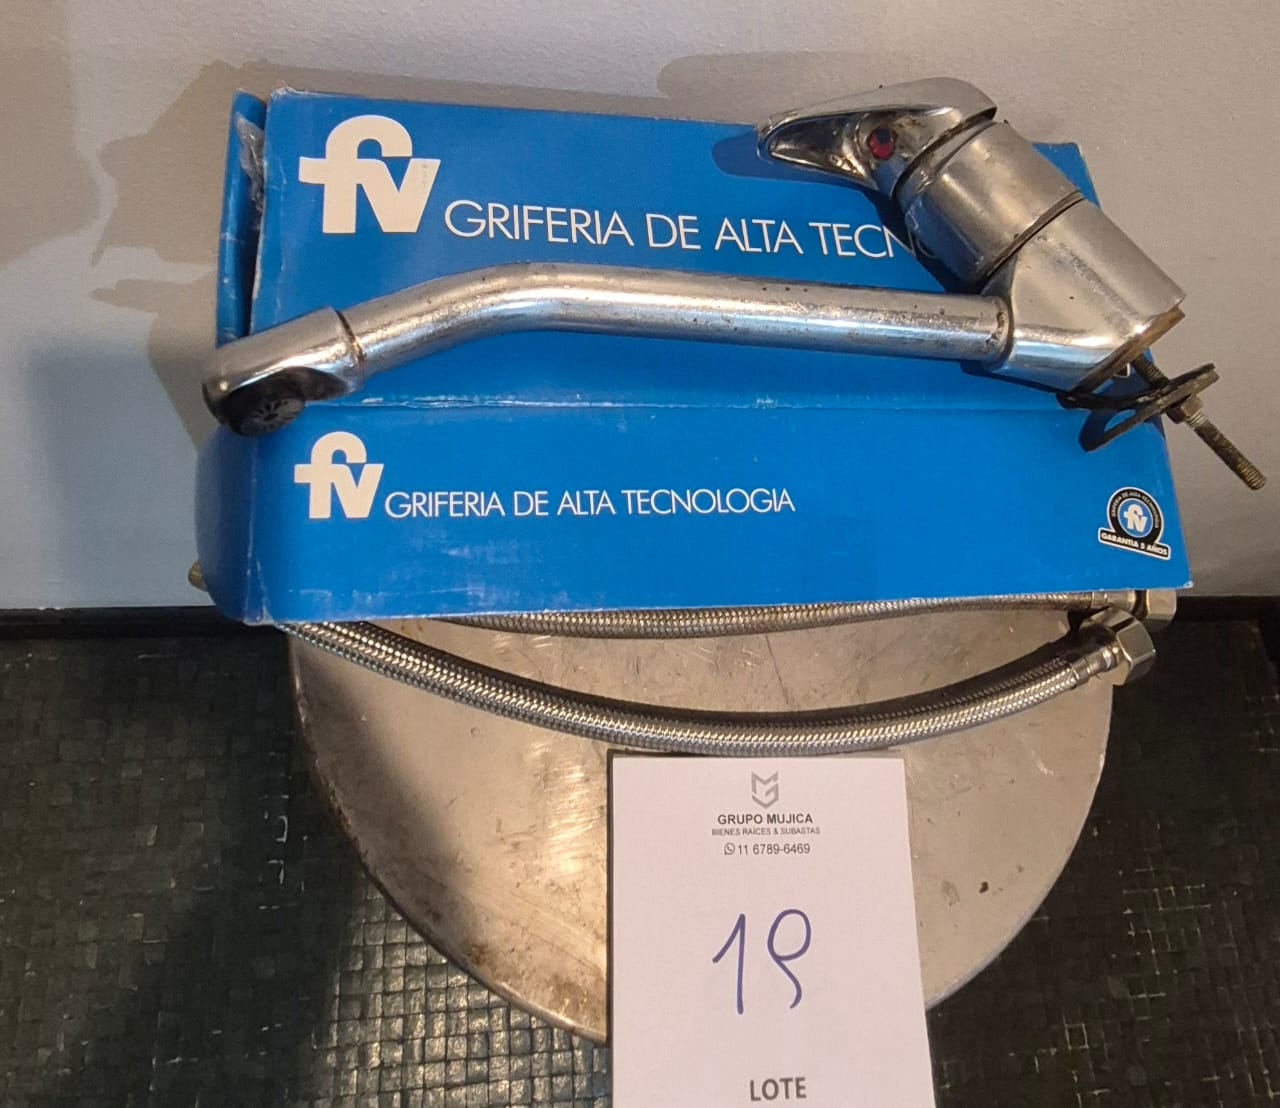 fv GRIFERIA DE ALTA TECN
fv GRIFERIA DE ALTA TECNOLOGIA
fv
GARANTIA 5 AÑOS
GRUPO MUJICA
BIENES RAÍCES & SUBASTAS
11 6789-6469
19
LOTE